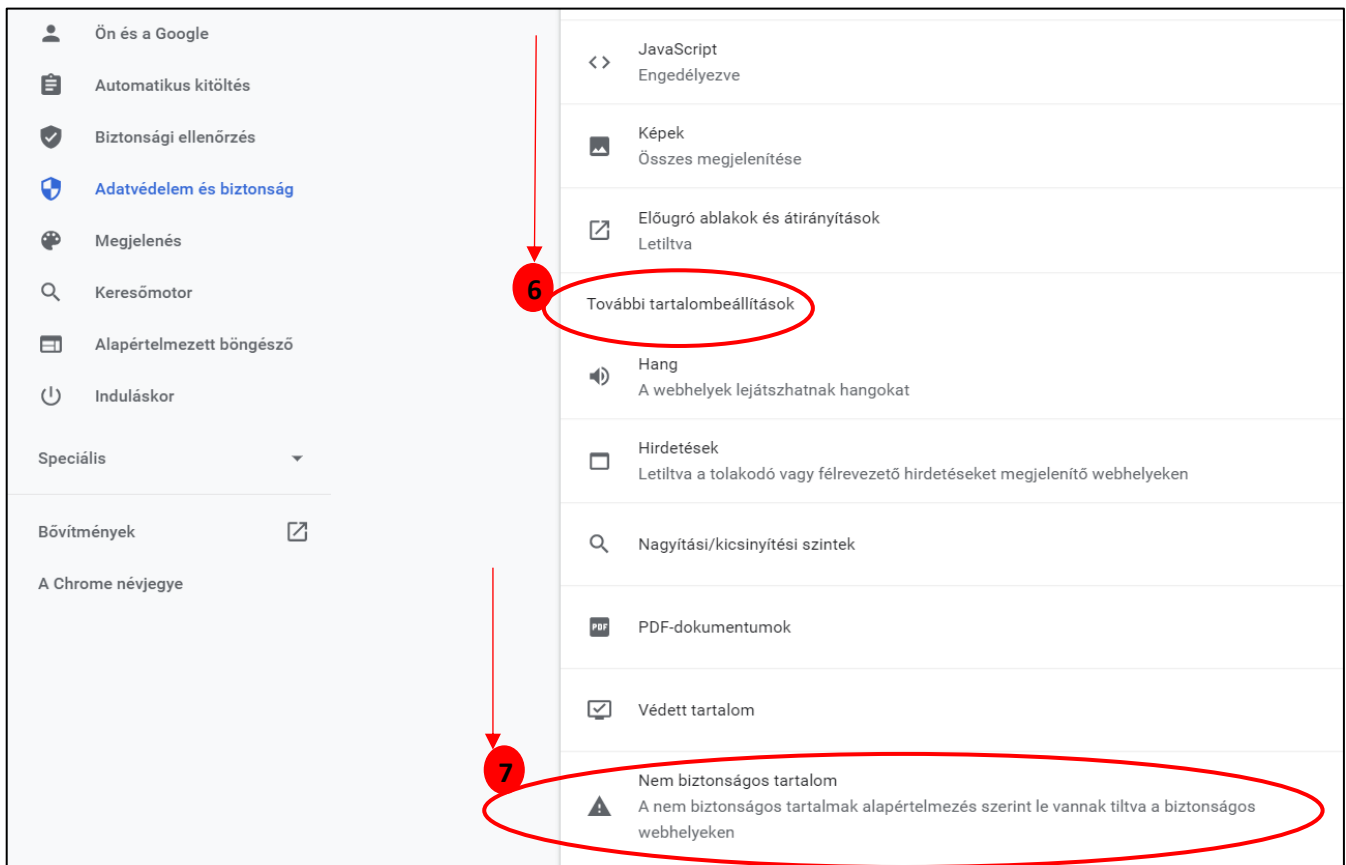 Ön és a Google
Automatikus kitöltés
Biztonsági ellenőrzés
Adatvédelem és biztonság
Megjelenés
Keresőmotor
Alapértelmezett böngésző
Induláskor
Speciális
Bővítmények
A Chrome névjegye
JavaScript
Engedélyezve
Képek
Összes megjelenítése
Előugró ablakok és átirányítások
Letiltva
6
További tartalombeállítások
Hang
A webhelyek lejátszhatnak hangokat
Hirdetések
Letiltva a tolakodó vagy félrevezető hirdetéseket megjelenítő webhelyeken
Nagyítási/kicsinyítési szintek
PDF
PDF-dokumentumok
Védett tartalom
7
Nem biztonságos tartalom
A nem biztonságos tartalmak alapértelmezés szerint le vannak tiltva a biztonságos
webhelyeken